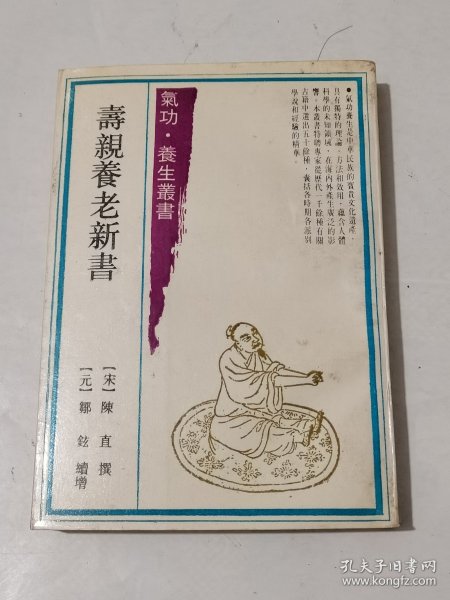 ●氣功養生是中華民族的寳貴文化遺產，
具有獨特的理論、方法和效用，蘊含人體
科學的未知領域，在海内外產生廣泛的影
響。本叢書特聘專家從歷代一千餘種有關
古籍中選出五十餘種，囊括各時期各派别
學說和經驗的精華。
氣功·養生叢書
壽親養老新書
［宋］陳直撰
［元］鄒鉉續增
孔夫子旧书网
www.kongfz.com